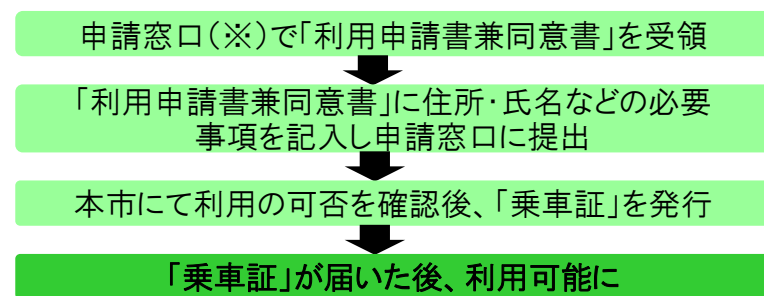 申請窓口(※)で「利用申請書兼同意書」を受領
「利用申請書兼同意書」に住所・氏名などの必要
事項を記入し申請窓口に提出
本市にて利用の可否を確認後、「乗車証」を発行
「乗車証」が届いた後、利用可能に